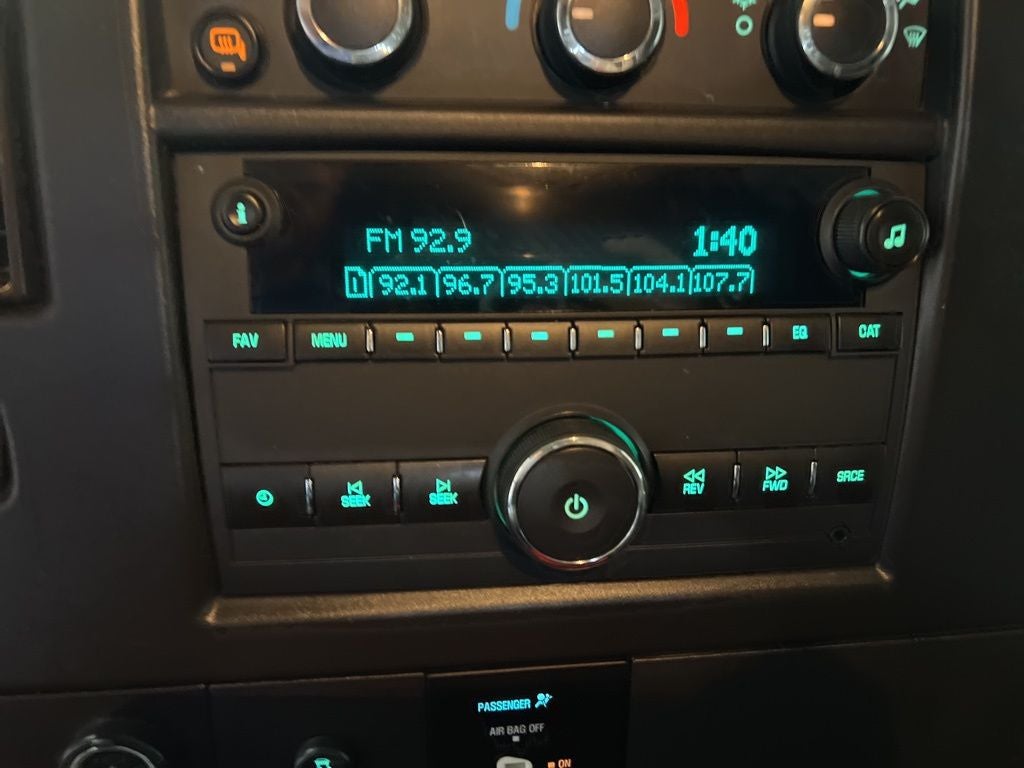 FM 92.9 1:40
1 92.1 96.7 95.3 101.5 104.1 107.7
FAV MENU EQ CAT
SEEK SEEK REV FWD SRCE
PASSENGER
AIR BAG OFF
ON